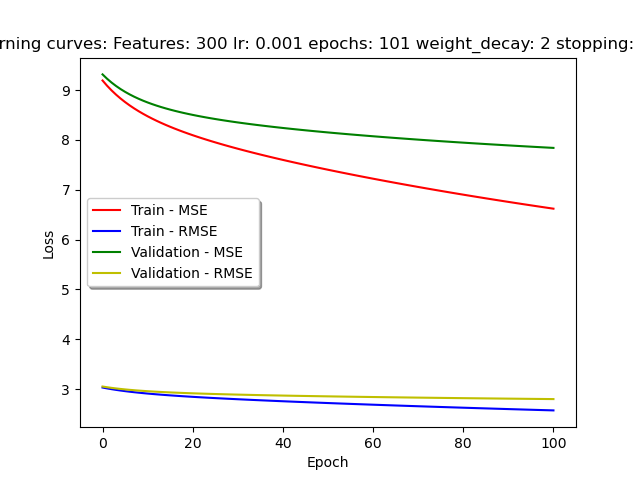 rning curves: Features: 300 lr: 0.001 epochs: 101 weight_decay: 2 stopping:
9
8
7
6
5
4
3
Loss
Train - MSE
Train - RMSE
Validation - MSE
Validation - RMSE
0 20 40 60 80 100
Epoch